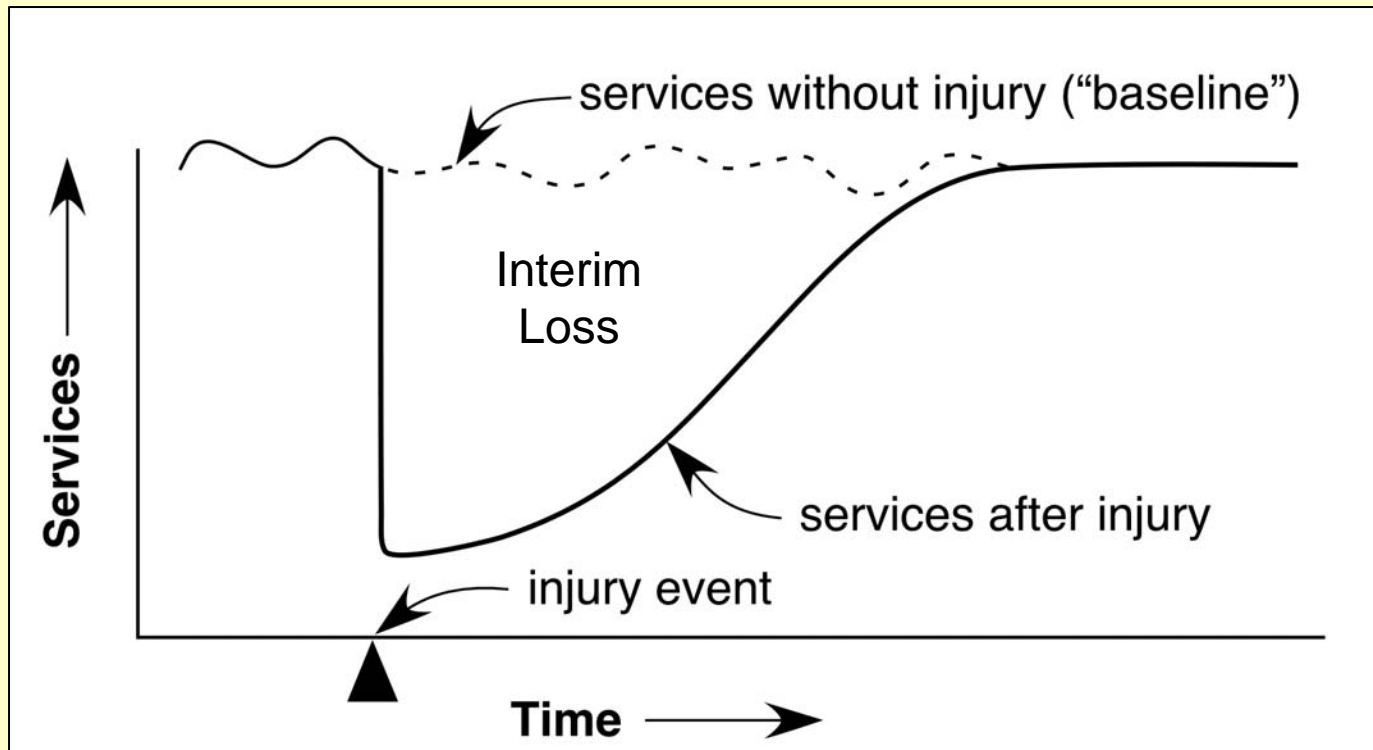 services without injury (“baseline”)
Interim
Loss
Services
services after injury
injury event
Time